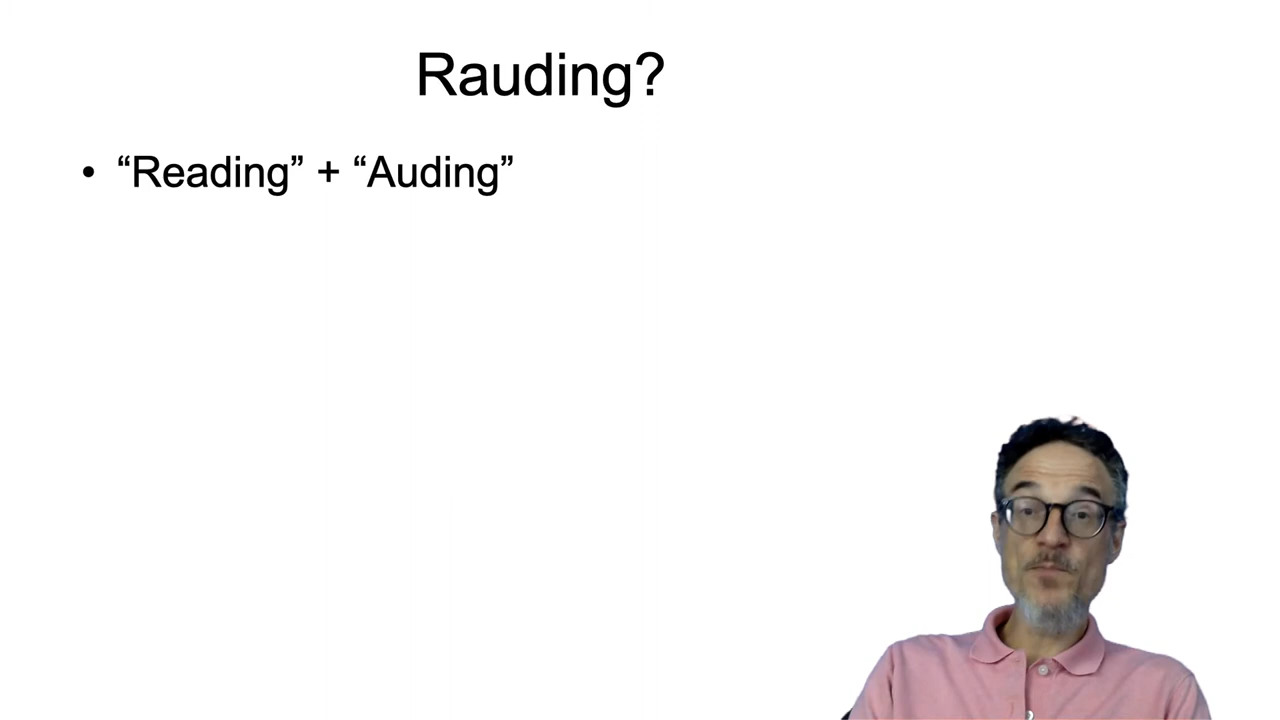 Rauding?
• “Reading” + “Auding”